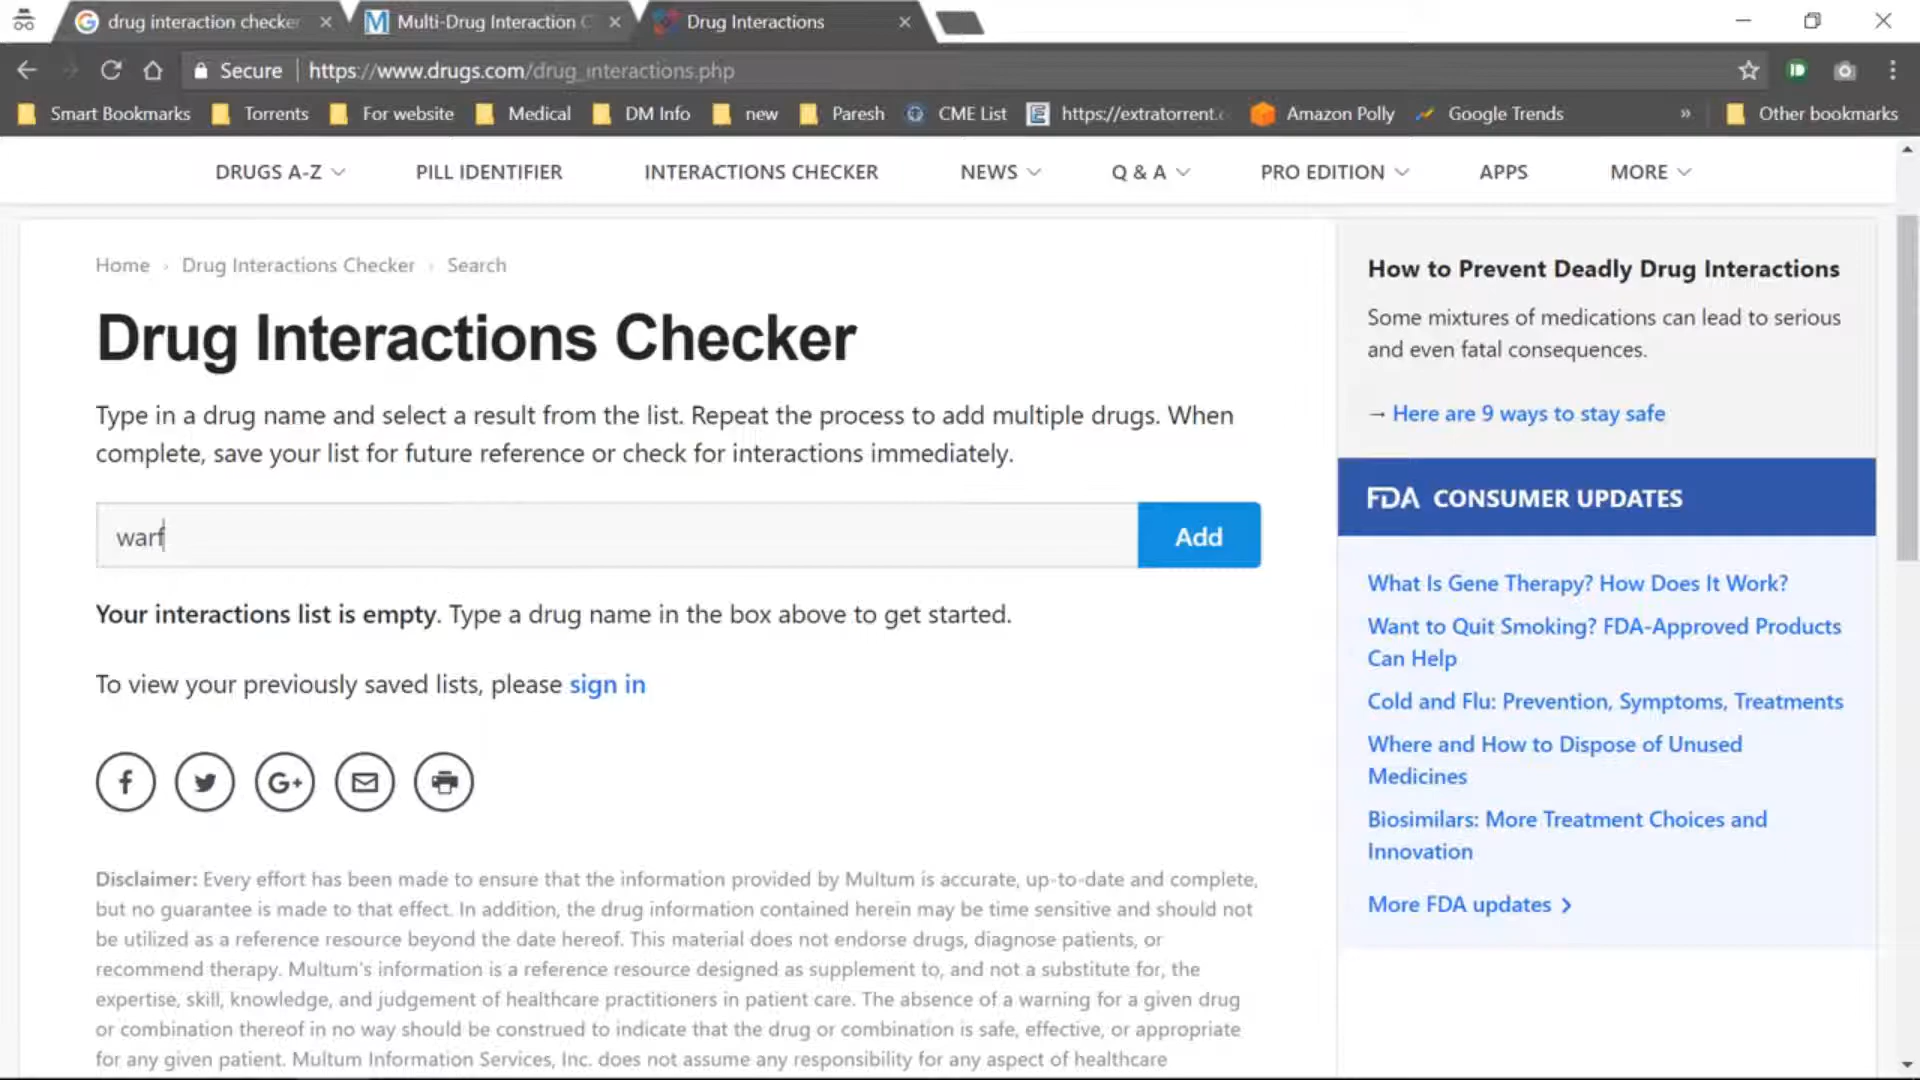 drug interaction checke
Multi-Drug Interaction C
Drug Interactions
Secure
https://www.drugs.com/drug_interactions.php
Smart Bookmarks
Torrents
For website
Medical
DM Info
new
Paresh
CME List
https://extratorrent.c
Amazon Polly
Google Trends
»
Other bookmarks
DRUGS A-Z
PILL IDENTIFIER
INTERACTIONS CHECKER
NEWS
Q & A
PRO EDITION
APPS
MORE
Home › Drug Interactions Checker › Search
Drug Interactions Checker
Type in a drug name and select a result from the list. Repeat the process to add multiple drugs. When
complete, save your list for future reference or check for interactions immediately.
warf
Add
Your interactions list is empty. Type a drug name in the box above to get started.
To view your previously saved lists, please sign in
f
G+
Disclaimer: Every effort has been made to ensure that the information provided by Multum is accurate, up-to-date and complete,
but no guarantee is made to that effect. In addition, the drug information contained herein may be time sensitive and should not
be utilized as a reference resource beyond the date hereof. This material does not endorse drugs, diagnose patients, or
recommend therapy. Multum's information is a reference resource designed as supplement to, and not a substitute for, the
expertise, skill, knowledge, and judgement of healthcare practitioners in patient care. The absence of a warning for a given drug
or combination thereof in no way should be construed to indicate that the drug or combination is safe, effective, or appropriate
for any given patient. Multum Information Services, Inc. does not assume any responsibility for any aspect of healthcare
How to Prevent Deadly Drug Interactions
Some mixtures of medications can lead to serious
and even fatal consequences.
→ Here are 9 ways to stay safe
FDA CONSUMER UPDATES
What Is Gene Therapy? How Does It Work?
Want to Quit Smoking? FDA-Approved Products
Can Help
Cold and Flu: Prevention, Symptoms, Treatments
Where and How to Dispose of Unused
Medicines
Biosimilars: More Treatment Choices and
Innovation
More FDA updates >